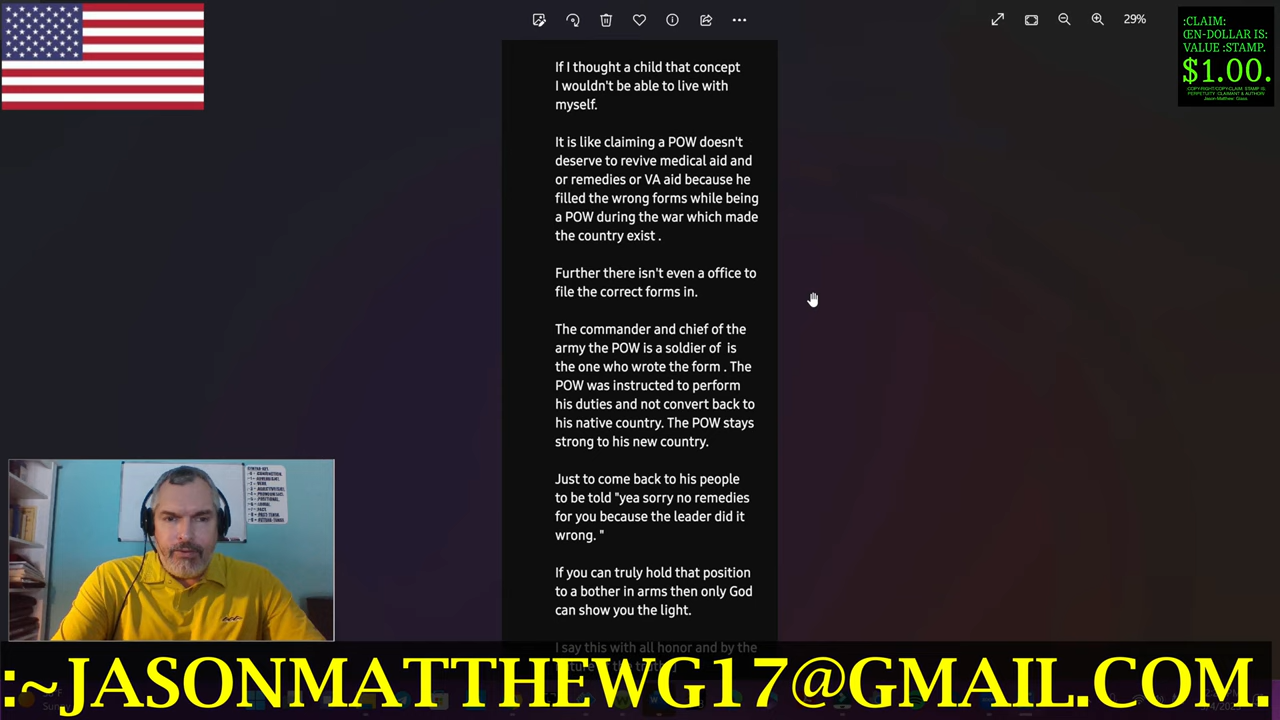 29%
:CLAIM:
ŒN-DOLLAR IS:
VALUE :STAMP.
$1.00.
Jason Matthew. Glass.
If I thought a child that concept
I wouldn't be able to live with
myself.
It is like claiming a POW doesn't
deserve to revive medical aid and
or remedies or VA aid because he
filled the wrong forms while being
a POW during the war which made
the country exist .
Further there isn't even a office to
file the correct forms in.
The commander and chief of the
army the POW is a soldier of  is
the one who wrote the form . The
POW was instructed to perform
his duties and not convert back to
his native country. The POW stays
strong to his new country.
Just to come back to his people
to be told "yea sorry no remedies
for you because the leader did it
wrong. "
If you can truly hold that position
to a bother in arms then only God
can show you the light.
I say this with all honor and by the
:~JASONMATTHEWG17@GMAIL.COM.